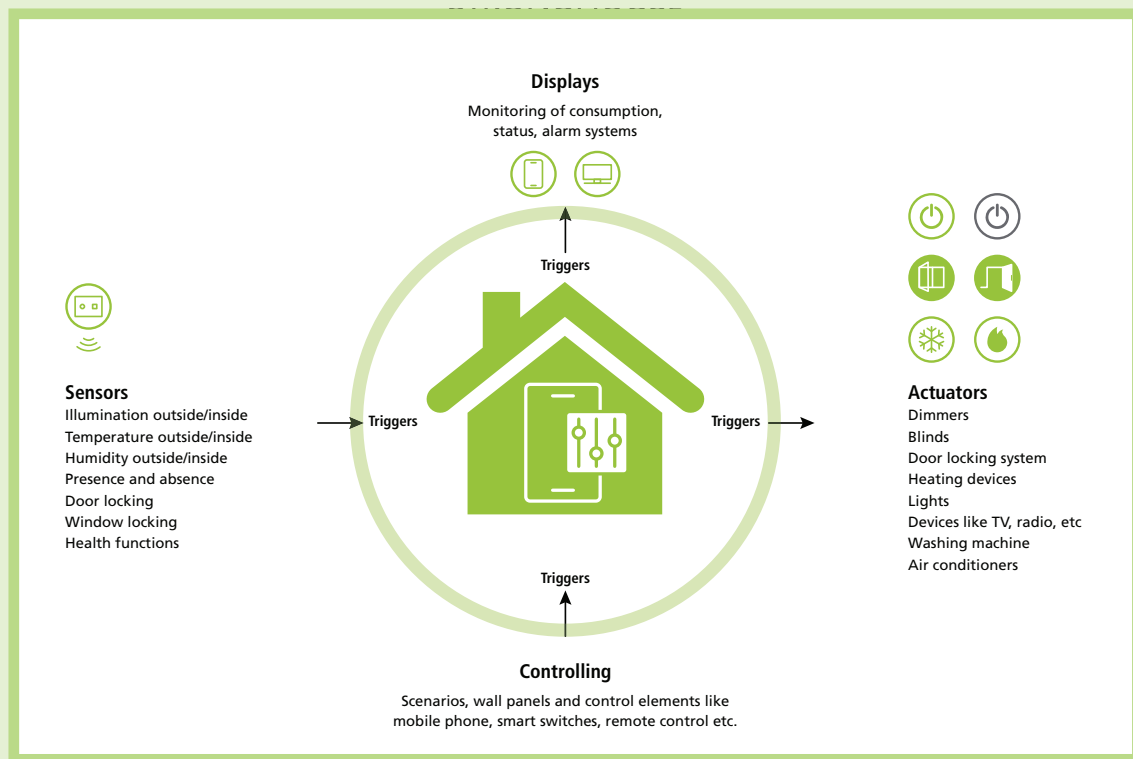 Displays
Monitoring of consumption,
status, alarm systems
Triggers
Sensors
Illumination outside/inside
Temperature outside/inside
Humidity outside/inside
Presence and absence
Door locking
Window locking
Health functions
Triggers
Triggers
Actuators
Dimmers
Blinds
Door locking system
Heating devices
Lights
Devices like TV, radio, etc
Washing machine
Air conditioners
Triggers
Controlling
Scenarios, wall panels and control elements like
mobile phone, smart switches, remote control etc.